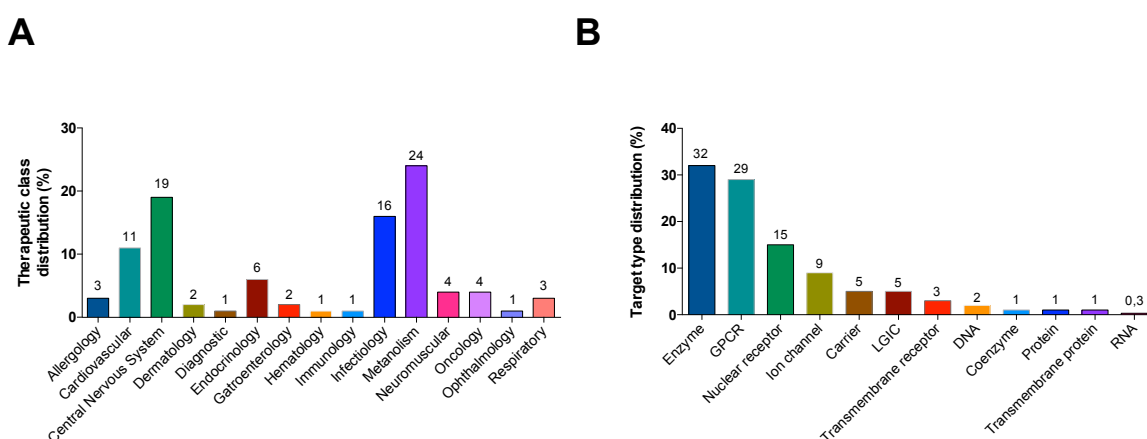 A
Therapeutic class
distribution (%)
30
20
10
0
3
11
19
2
1
6
2
1
1
16
24
4
4
1
3
Allergology
Cardiovascular
Central Nervous System
Dermatology
Diagnostic
Endocrinology
Gatroenterology
Hematology
Immunology
Infectiology
Metanolism
Neuromuscular
Oncology
Ophthalmology
Respiratory
B
Target type distribution (%)
40
30
20
10
0
32
29
15
9
5
5
3
2
1
1
1
0,3
Enzyme
GPCR
Nuclear receptor
Ion channel
Carrier
LGIC
Transmembrane receptor
DNA
Coenzyme
Protein
Transmembrane protein
RNA